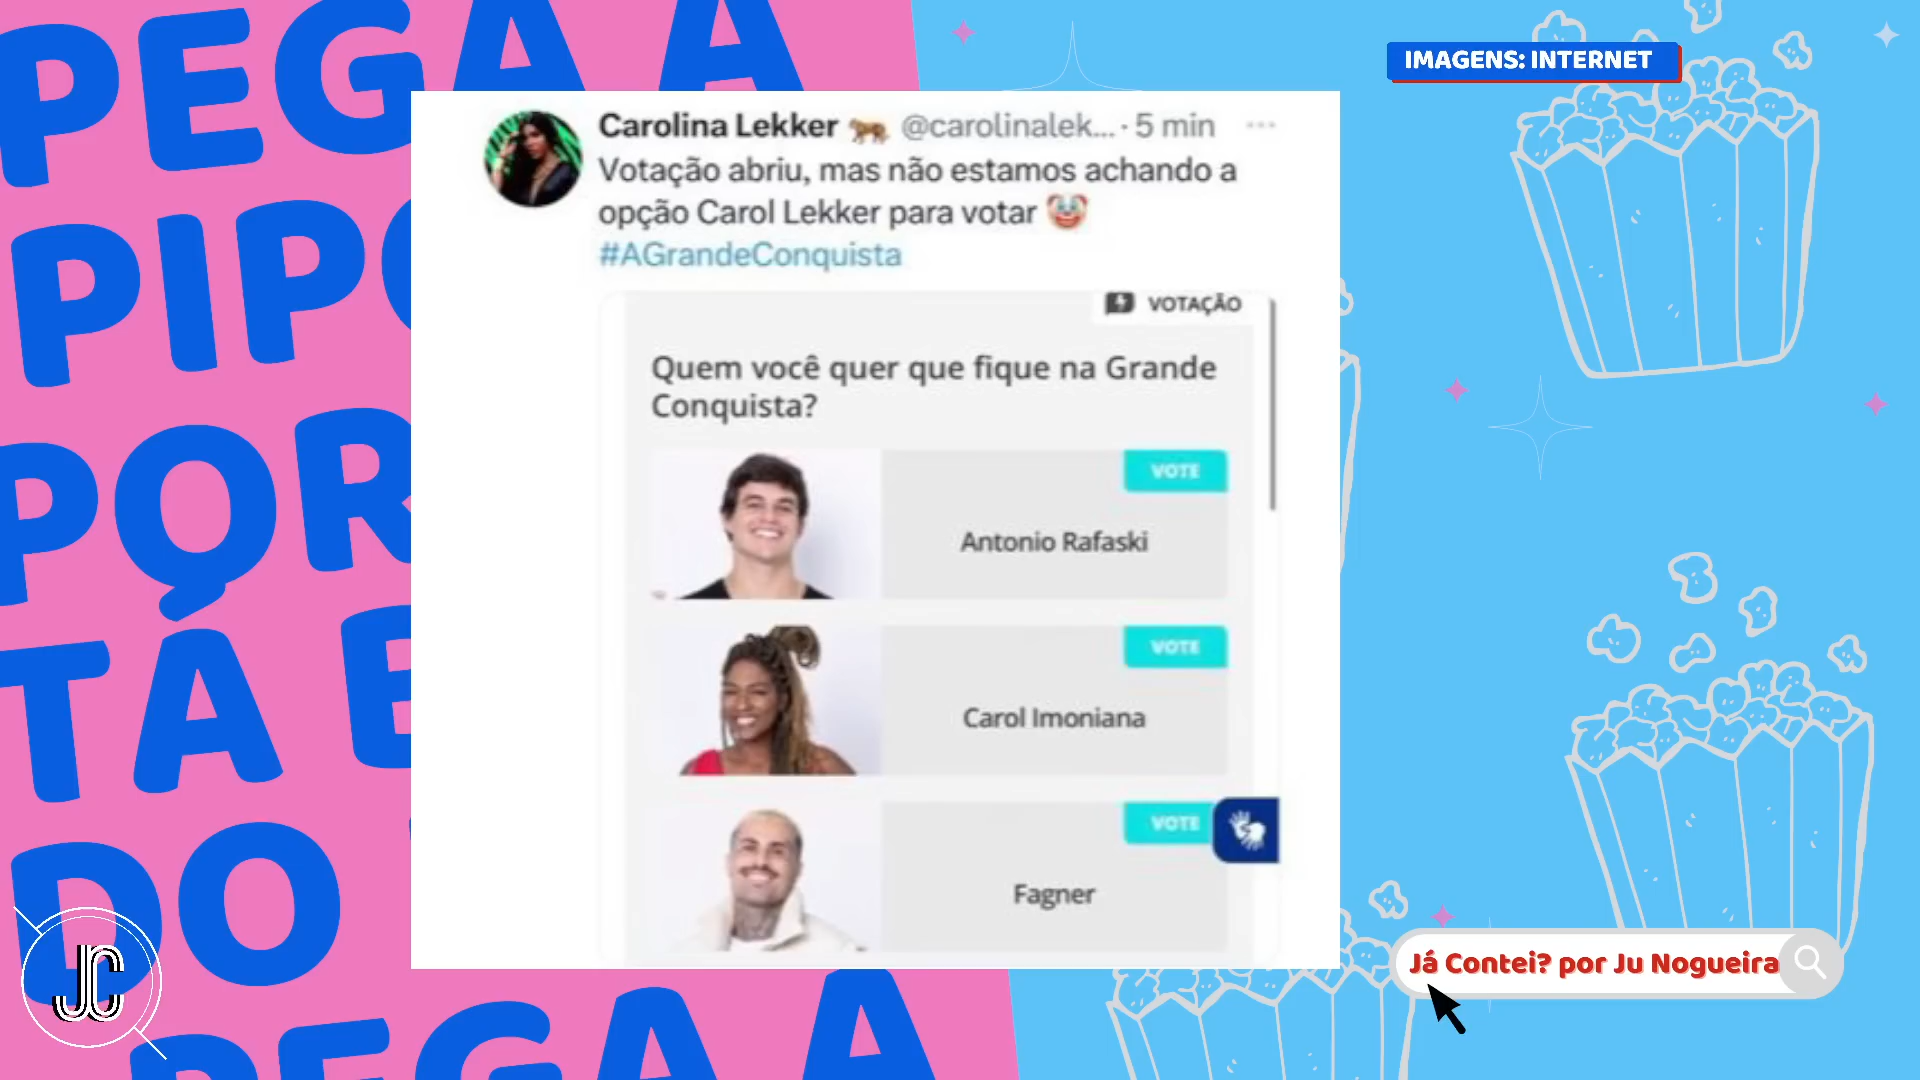 PEGA A
PIPO
POR
TÁ E
DO
PEGA A
IMAGENS: INTERNET
Carolina Lekker 🐆 @carolinalek... · 5 min ...
Votação abriu, mas não estamos achando a
opção Carol Lekker para votar 🤡
#AGrandeConquista
VOTAÇÃO
Quem você quer que fique na Grande
Conquista?
VOTE
Antonio Rafaski
VOTE
Carol Imoniana
VOTE
Fagner
JC
Já Contei? por Ju Nogueira